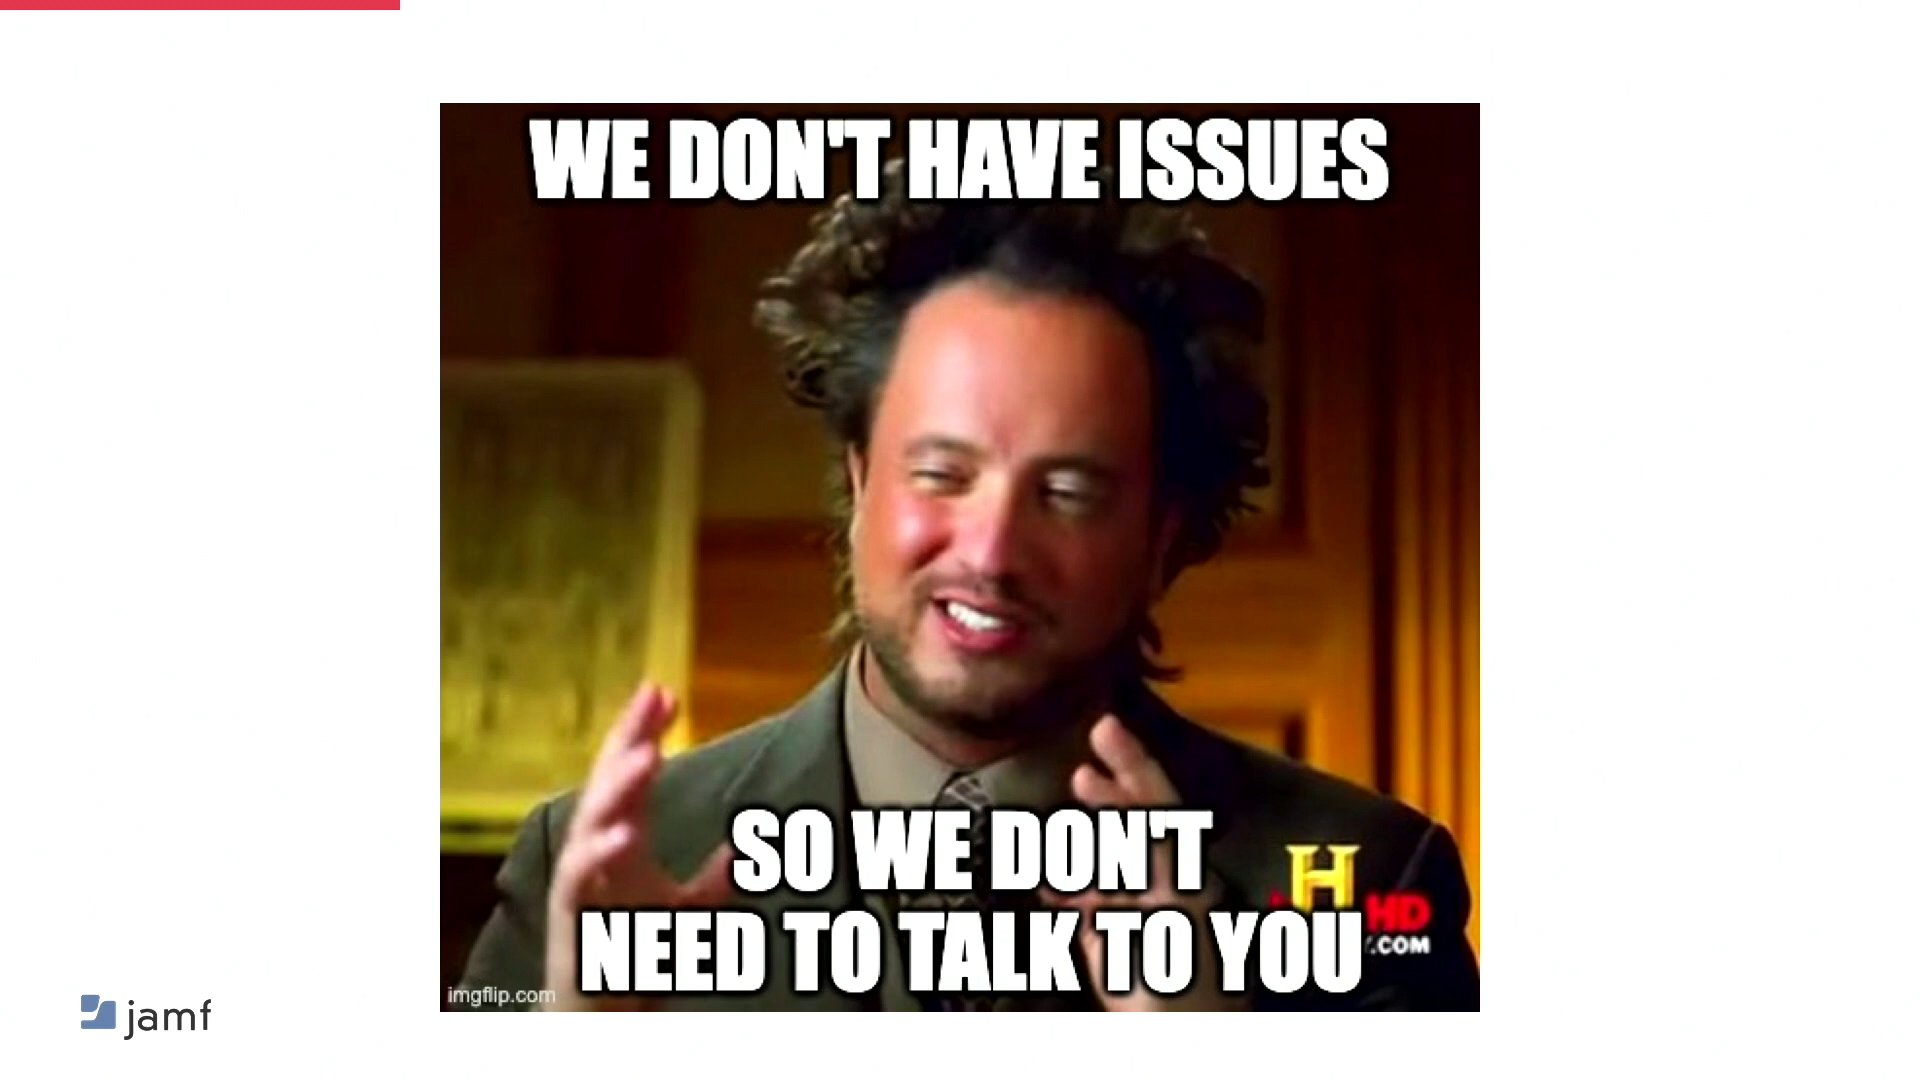 WE DON'T HAVE ISSUES
SO WE DON'T
NEED TO TALK TO YOU
H
HD
.COM
imgflip.com
jamf